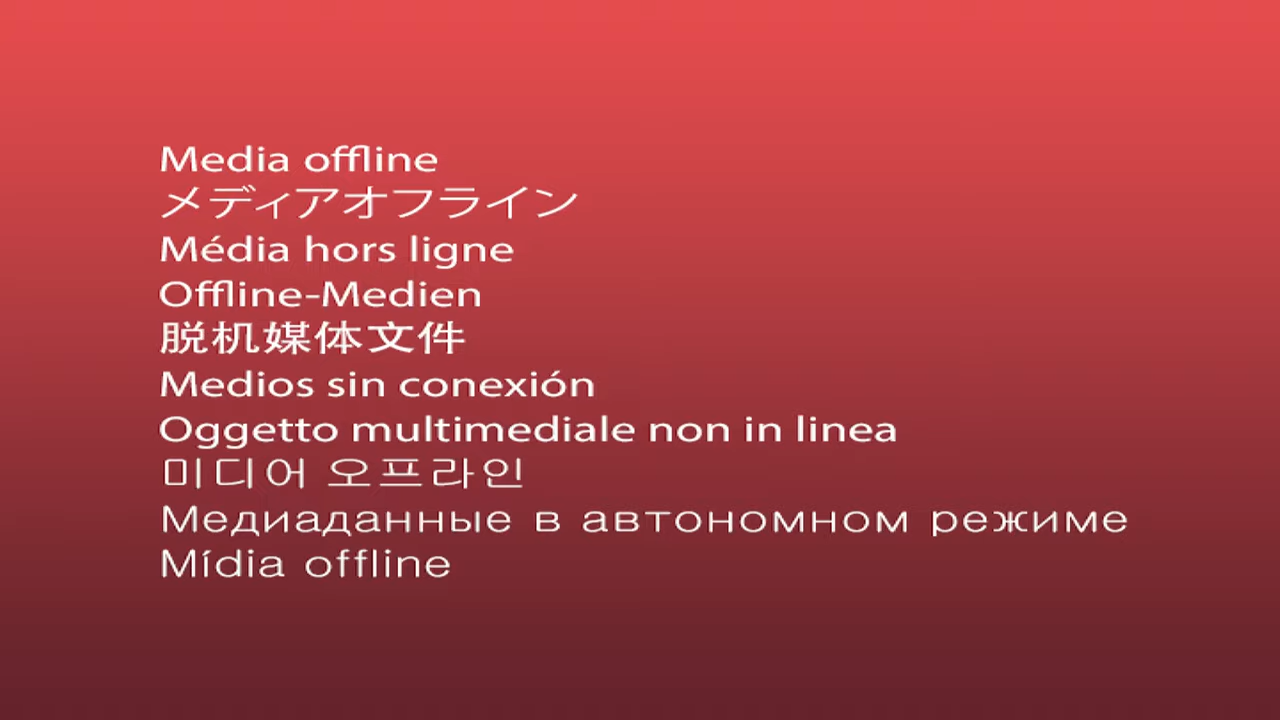 Media offline
メディアオフライン
Média hors ligne
Offline-Medien
脱机媒体文件
Medios sin conexión
Oggetto multimediale non in linea
미디어 오프라인
Медиаданные в автономном режиме
Mídia offline